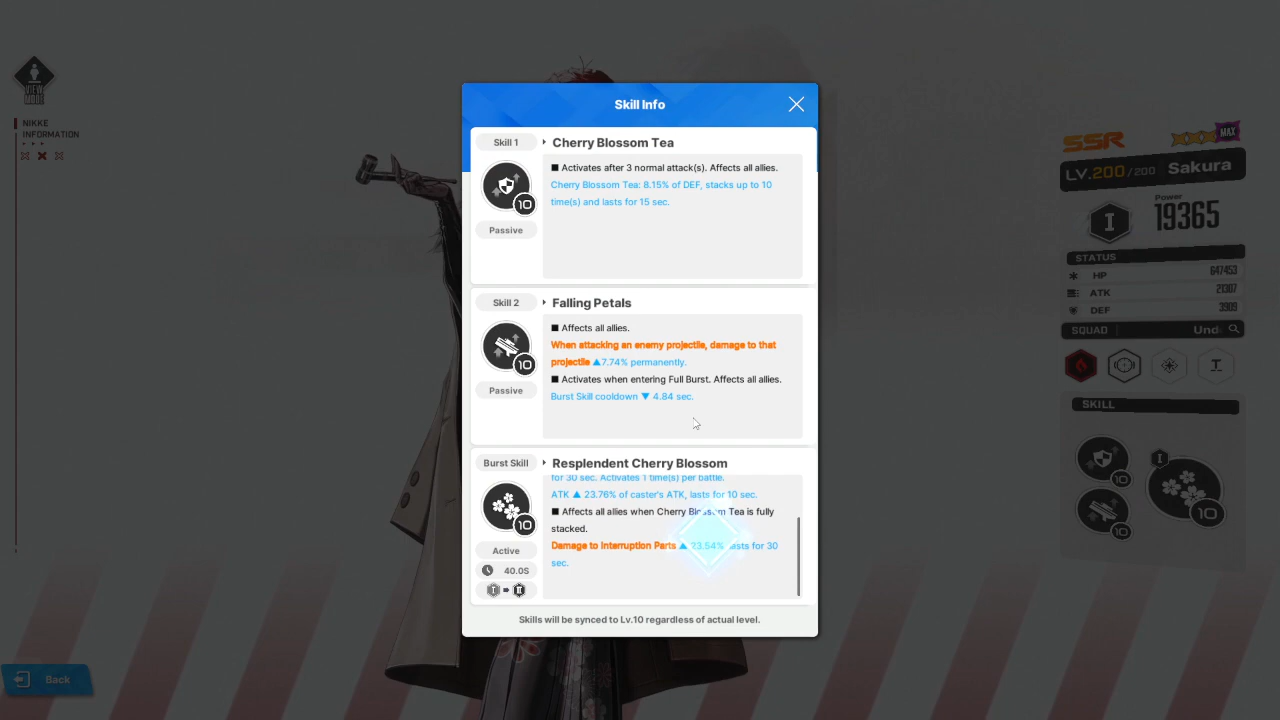 Skill Info
VIEW
MODE
NIKKE
INFORMATION
Skill 1
Cherry Blossom Tea
■ Activates after 3 normal attack(s). Affects all allies.
Cherry Blossom Tea: 8.15% of DEF, stacks up to 10
time(s) and lasts for 15 sec.
10
Passive
Skill 2
Falling Petals
■ Affects all allies.
When attacking an enemy projectile, damage to that
projectile ▲7.74% permanently.
■ Activates when entering Full Burst. Affects all allies.
Burst Skill cooldown ▼ 4.84 sec.
10
Passive
Burst Skill
Resplendent Cherry Blossom
for 30 sec. Activates 1 time(s) per battle.
ATK ▲ 23.76% of caster's ATK, lasts for 10 sec.
■ Affects all allies when Cherry Blossom Tea is fully
stacked.
Damage to Interruption Parts ▲ 23.54% lasts for 30
sec.
10
Active
40.0S
I II
Skills will be synced to Lv.10 regardless of actual level.
SSR
MAX
LV.200/200 Sakura
I
Power
19365
STATUS
HP 647453
ATK 21307
DEF 3909
SQUAD Und
SKILL
10
10
I
10
Back